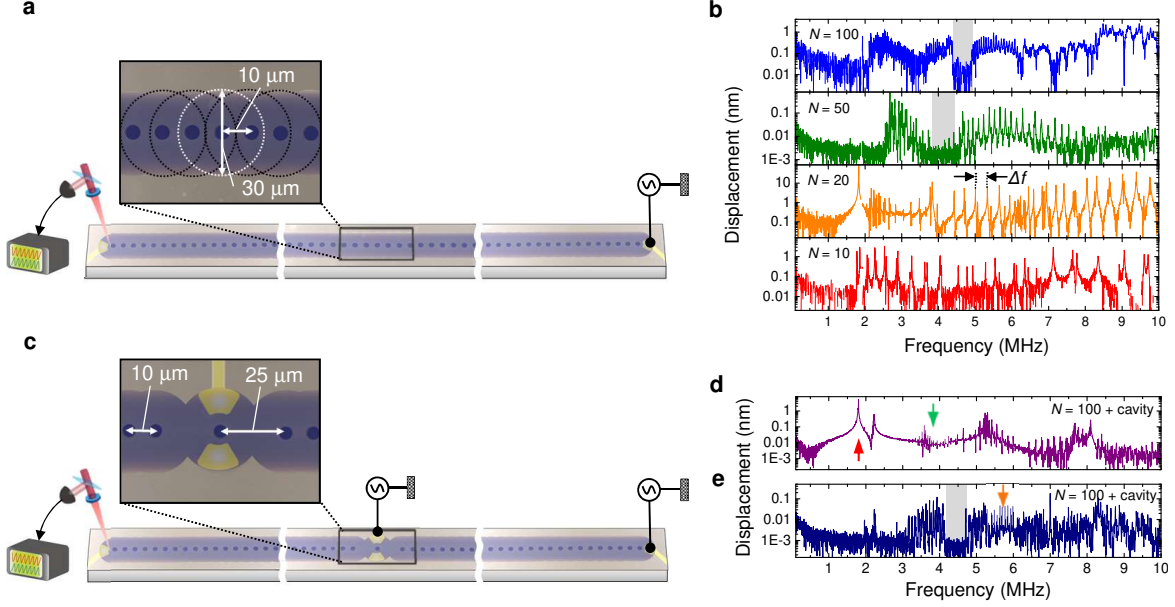 a
10 μm
30 μm
b
Displacement (nm)
1
0.1
0.01
N = 100
0.01
1E-3
N = 50
10
1
0.1
N = 20
Δf
1
0.1
0.01
N = 10
1 2 3 4 5 6 7 8 9 10
Frequency (MHz)
c
10 μm
25 μm
d
Displacement (nm)
1
0.1
0.01
1E-3
N = 100 + cavity
e
0.1
0.01
1E-3
N = 100 + cavity
1 2 3 4 5 6 7 8 9 10
Frequency (MHz)